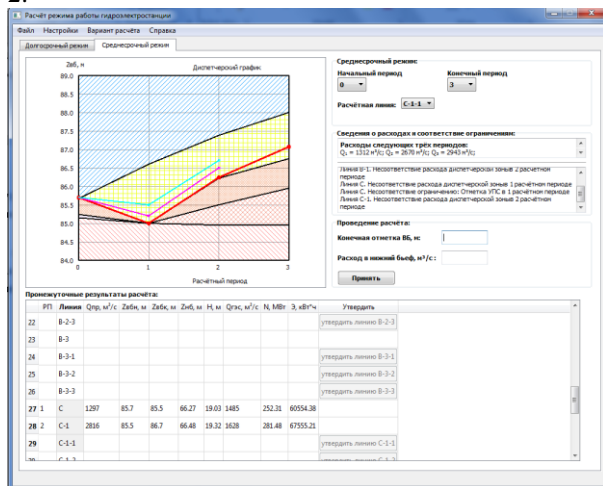 2.
Расчёт режима работы гидроэлектростанции
Файл Настройки Вариант расчёта Справка
Долгосрочный режим Среднесрочный режим
Zвб, м
Диспетчерский график
89.0
88.5
88.0
87.5
87.0
86.5
86.0
85.5
85.0
84.5
84.0
0 1 2 3
Расчётный период
Среднесрочный режим:
Начальный период Конечный период
0 3
Расчётная линия: C-1-1
Сведения о расходах и соответствие ограничениям:
Расходы следующих трёх периодов:
Q₁ = 1312 м³/с; Q₂ = 2670 м³/с; Q₃ = 2943 м³/с;
Линия B-1. Несоответствие расхода диспетчерской зоныв 2 расчётном
периоде
Линия C. Несоответствие расхода диспетчерской зоныв 1 расчётном периоде
Линия C. Несоответствие ограничению: Отметка УПС в 1 расчётном периоде
Линия C-1. Несоответствие расхода диспетчерской зоныв 2 расчётном
периоде
Проведение расчёта:
Конечная отметка ВБ, м:
Расход в нижний бьеф, м³/с:
Принять
Промежуточные результаты расчёта:
РП Линия Qпр, м³/с Zвбн, м Zвбк, м Zнб, м H, м Qгэс, м³/с N, МВт Э, кВт*ч Утвердить
22 B-2-3 утвердить линию B-2-3
23 B-3
24 B-3-1 утвердить линию B-3-1
25 B-3-2 утвердить линию B-3-2
26 B-3-3 утвердить линию B-3-3
27 1 C 1297 85.7 85.5 66.27 19.03 1485 252.31 60554.38
28 2 C-1 2816 85.5 86.7 66.48 19.32 1628 281.48 67555.21
29 C-1-1 утвердить линию C-1-1